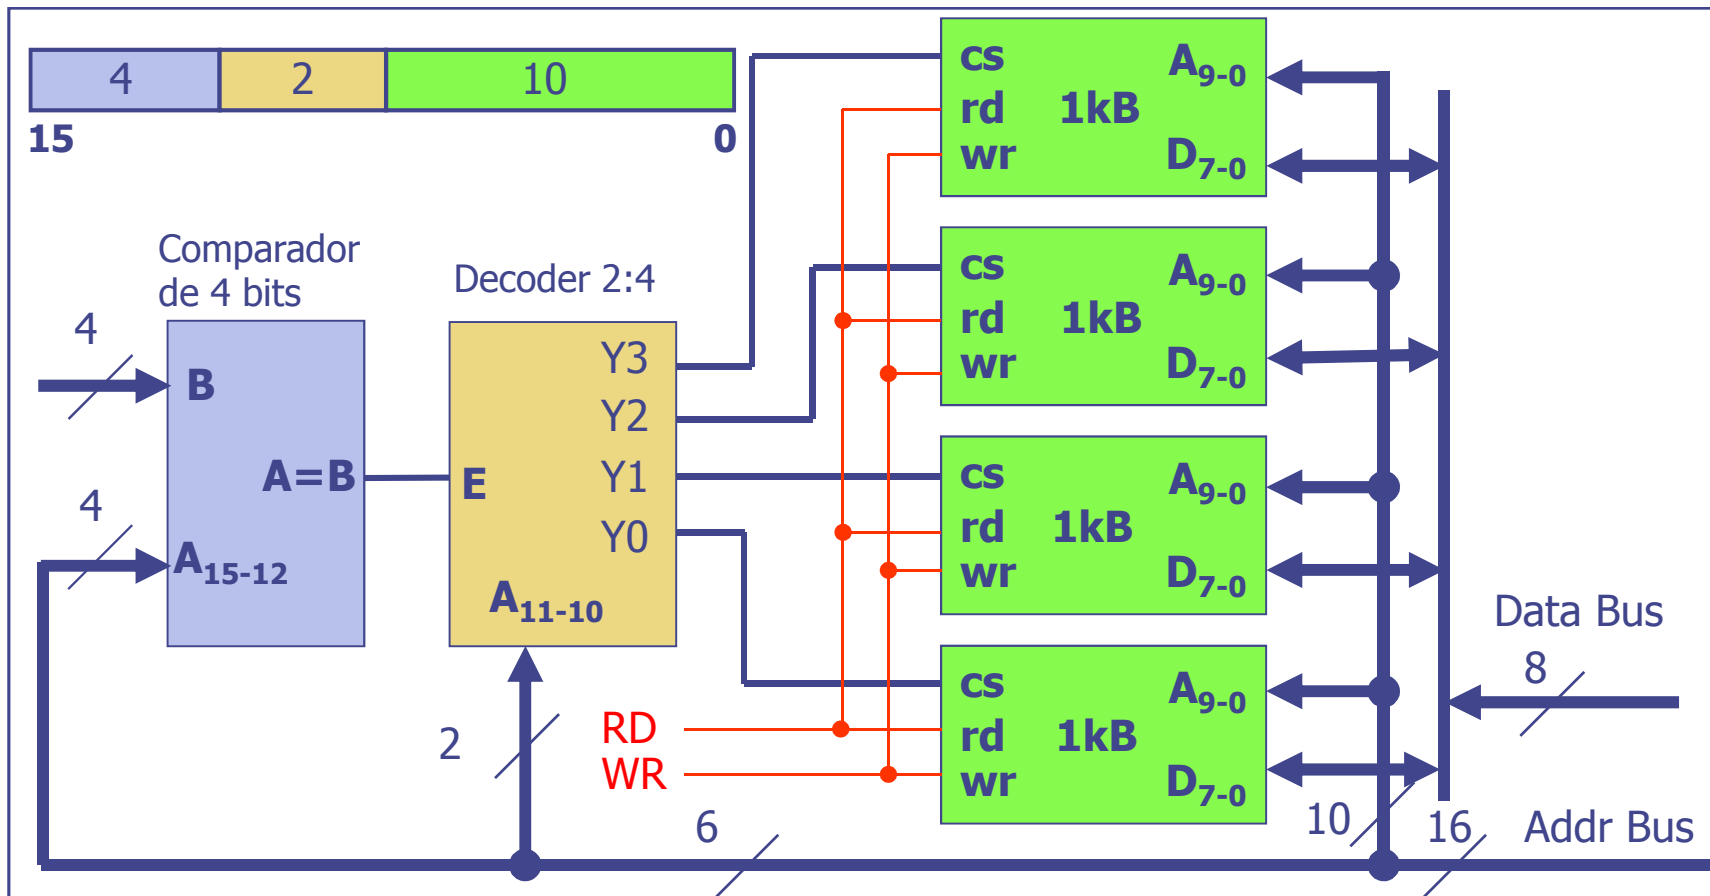 4 2 10
15 0
Comparador
de 4 bits
4
B
A=B
4
A15-12
Decoder 2:4
Y3
Y2
Y1
Y0
E
A11-10
2
RD
WR
6
cs A9-0
rd 1kB
wr D7-0
cs A9-0
rd 1kB
wr D7-0
cs A9-0
rd 1kB
wr D7-0
cs A9-0
rd 1kB
wr D7-0
Data Bus
8
10 16 Addr Bus